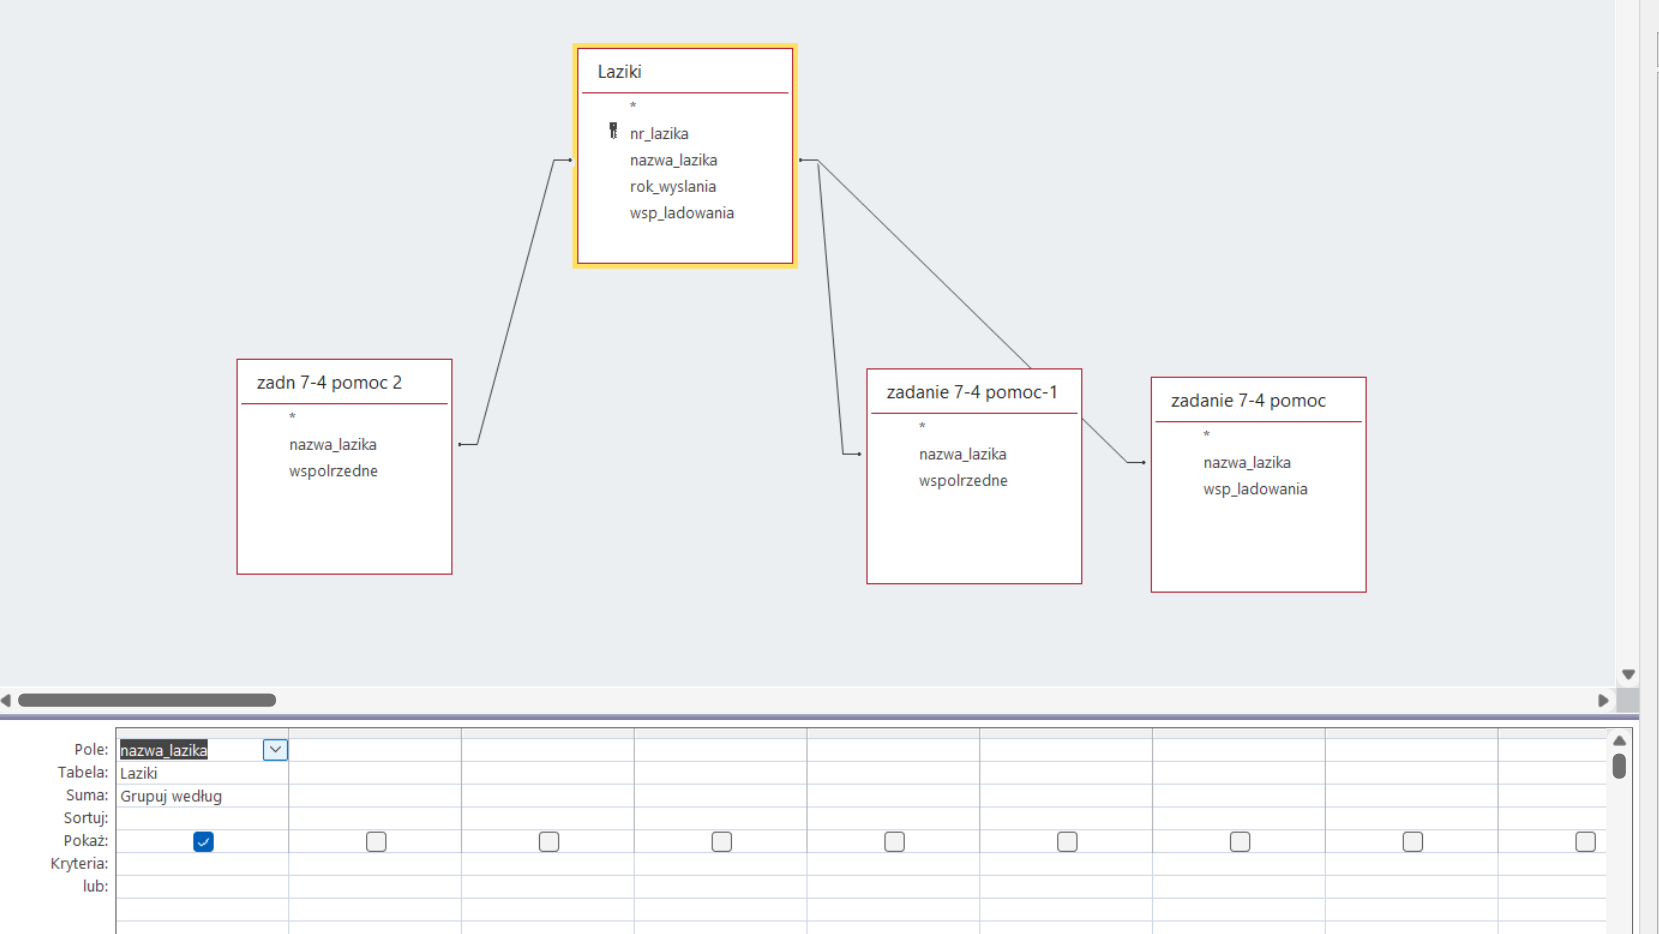 Laziki
*
nr_lazika
nazwa_lazika
rok_wyslania
wsp_ladowania
zadn 7-4 pomoc 2
*
nazwa_lazika
wspolrzedne
zadanie 7-4 pomoc-1
*
nazwa_lazika
wspolrzedne
zadanie 7-4 pomoc
*
nazwa_lazika
wsp_ladowania
Pole: nazwa_lazika
Tabela: Laziki
Suma: Grupuj według
Sortuj:
Pokaż:
Kryteria:
lub: